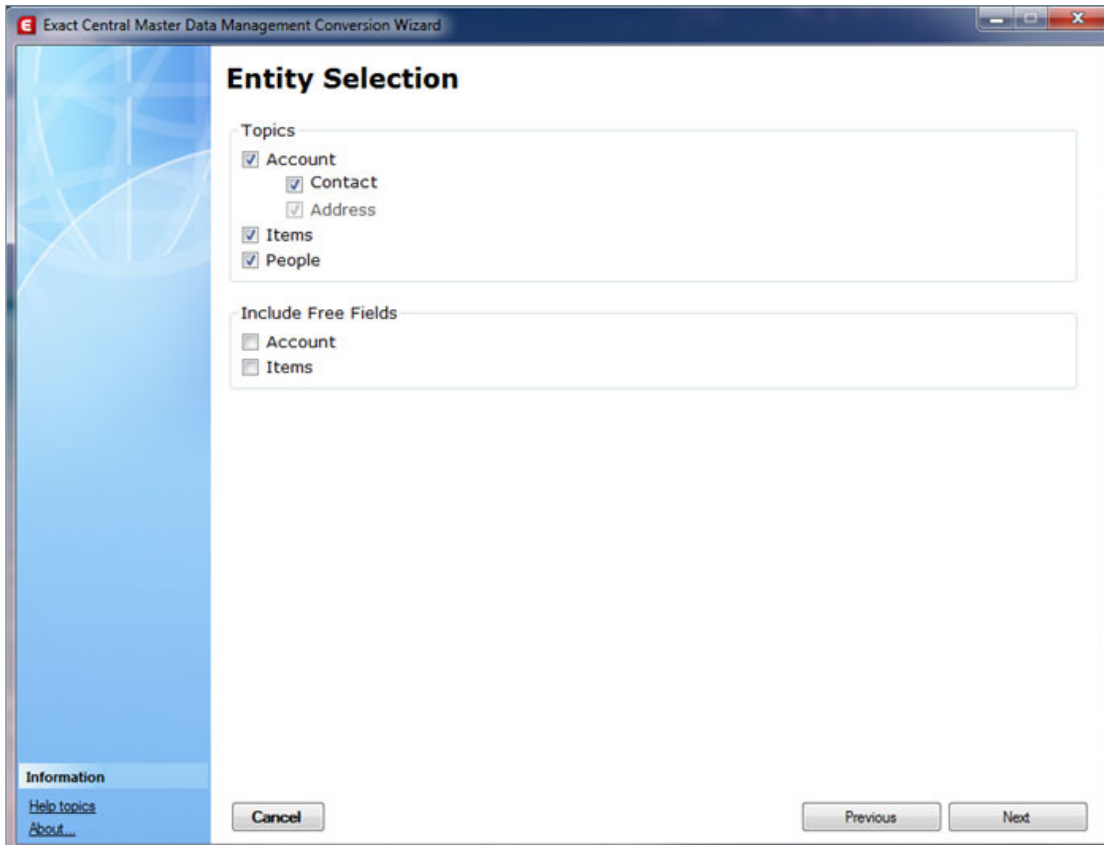 Exact Central Master Data Management Conversion Wizard
Entity Selection
Topics
Account
Contact
Address
Items
People
Include Free Fields
Account
Items
Information
Help topics
About...
Cancel
Previous
Next